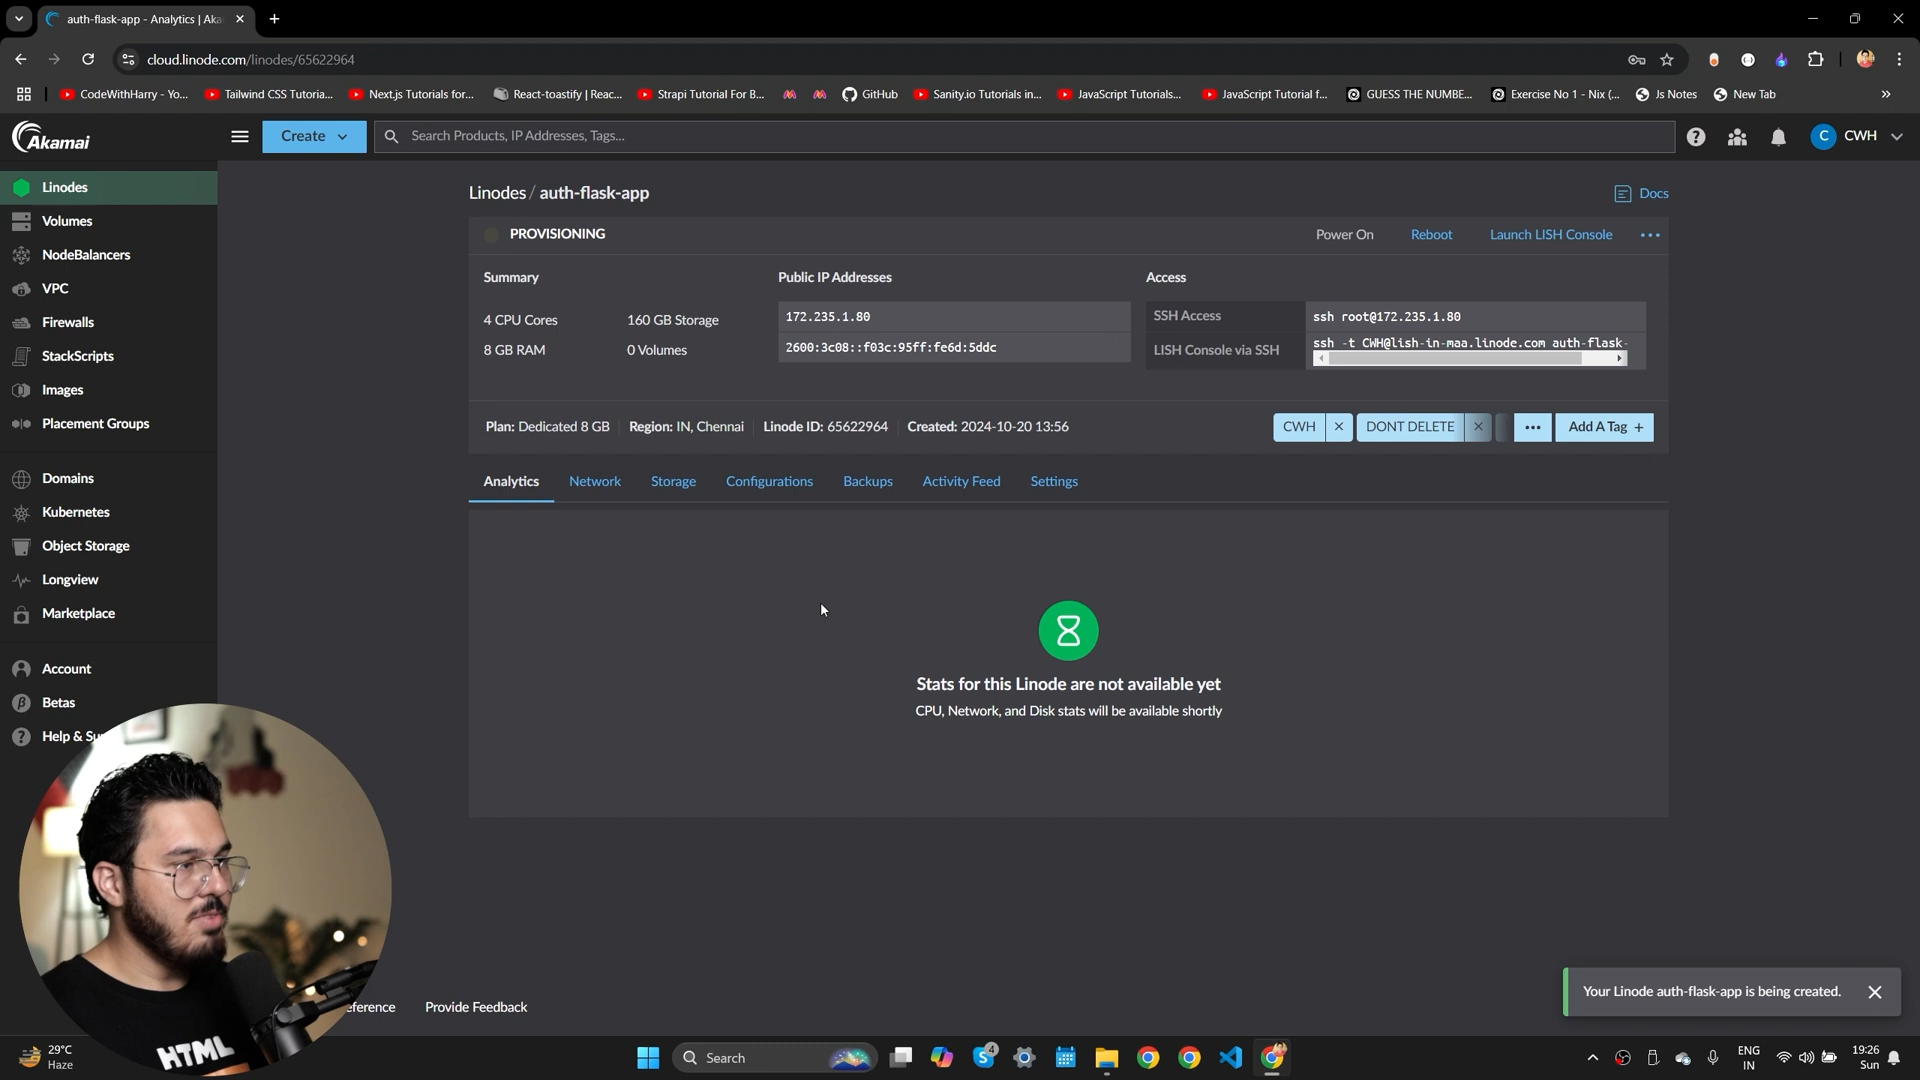 auth-flask-app - Analytics | Aka
cloud.linode.com/linodes/65622964
CodeWithHarry - Yo...
Tailwind CSS Tutoria...
Next.js Tutorials for...
React-toastify | Reac...
Strapi Tutorial For B...
GitHub
Sanity.io Tutorials in...
JavaScript Tutorials...
JavaScript Tutorial f...
GUESS THE NUMBE...
Exercise No 1 - Nix (...
Js Notes
New Tab
Akamai
Create
Search Products, IP Addresses, Tags...
C CWH
Linodes
Volumes
NodeBalancers
VPC
Firewalls
StackScripts
Images
Placement Groups
Domains
Kubernetes
Object Storage
Longview
Marketplace
Account
Betas
Help & Su
Linodes / auth-flask-app
Docs
PROVISIONING
Power On
Reboot
Launch LISH Console
Summary
4 CPU Cores
160 GB Storage
8 GB RAM
0 Volumes
Public IP Addresses
172.235.1.80
2600:3c08::f03c:95ff:fe6d:5ddc
Access
SSH Access
ssh root@172.235.1.80
LISH Console via SSH
ssh -t CWH@lish-in-maa.linode.com auth-flask-
Plan: Dedicated 8 GB
Region: IN, Chennai
Linode ID: 65622964
Created: 2024-10-20 13:56
CWH
DONT DELETE
Add A Tag +
Analytics
Network
Storage
Configurations
Backups
Activity Feed
Settings
Stats for this Linode are not available yet
CPU, Network, and Disk stats will be available shortly
HTML
eference
Provide Feedback
Your Linode auth-flask-app is being created.
29°C
Haze
Search
4
ENG
IN
19:26
Sun